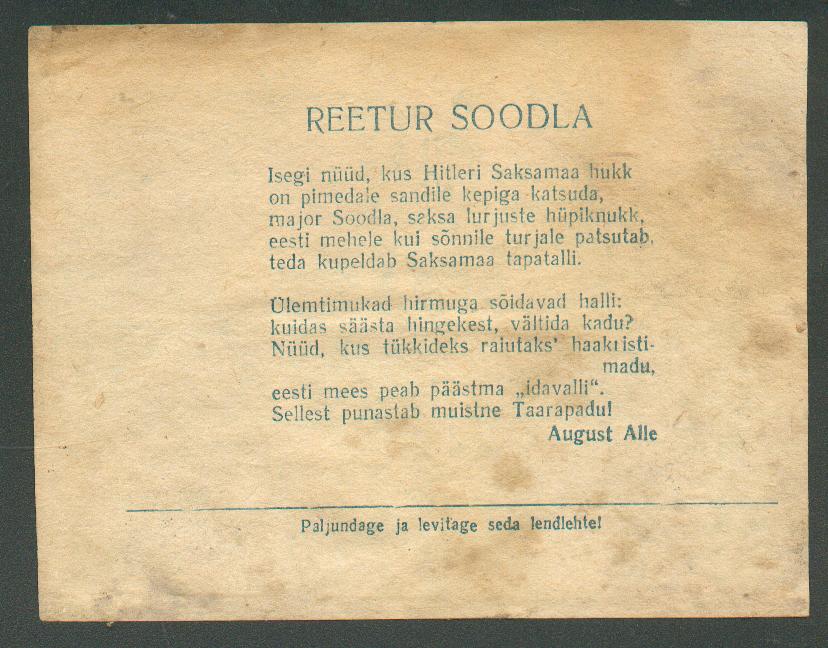 REETUR SOODLA
Isegi nüüd, kus Hitleri Saksamaa hukk
on pimedale sandile kepiga katsuda,
major Soodla, saksa lurjuste hüpiknukk,
eesti mehele kui sõnnile turjale patsutab,
teda kupeldab Saksamaa tapatalli.
Ülemtimukad hirmuga sõidavad halli:
kuidas säästa hingekest, vältida kadu?
Nüüd, kus tükkideks raiutaks’ haakristi-
madu,
eesti mees peab päästma „idavalli“.
Sellest punastab muistne Taarapadu!
August Alle
Paljundage ja levitage seda lendlehte!